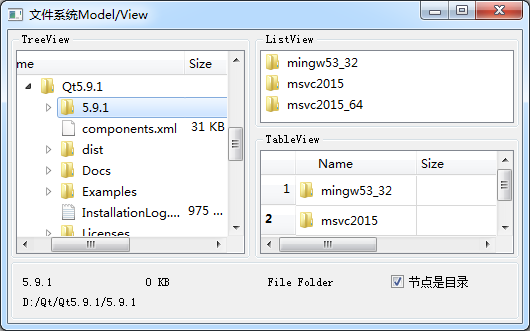 文件系统Model/View
TreeView
me Size
Qt5.9.1
5.9.1
components.xml 31 KB
dist
Docs
Examples
InstallationLog.... 975 ...
Licenses
ListView
mingw53_32
msvc2015
msvc2015_64
TableView
Name Size
1 mingw53_32
2 msvc2015
5.9.1 0 KB File Folder 节点是目录
D:/Qt/Qt5.9.1/5.9.1